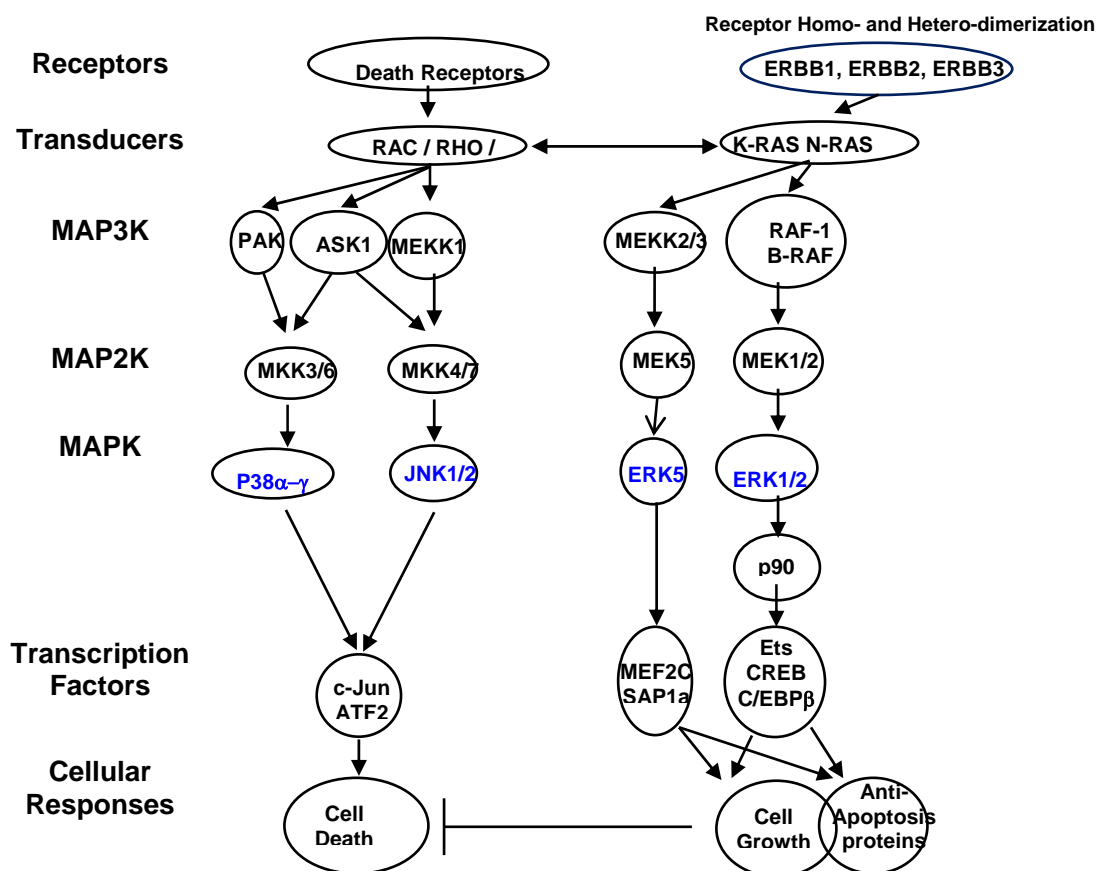 Receptor Homo- and Hetero-dimerization
Receptors
Death Receptors
ERBB1, ERBB2, ERBB3
Transducers
RAC / RHO /
K-RAS N-RAS
MAP3K
PAK
ASK1
MEKK1
MEKK2/3
RAF-1
B-RAF
MAP2K
MKK3/6
MKK4/7
MEK5
MEK1/2
MAPK
P38α–γ
JNK1/2
ERK5
ERK1/2
p90
Transcription
Factors
c-Jun
ATF2
MEF2C
SAP1a
Ets
CREB
C/EBPβ
Cellular
Responses
Cell
Death
Cell
Growth
Anti-
Apoptosis
proteins